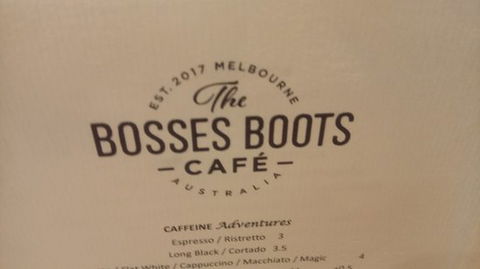 EST. 2017 MELBOURNE
The
BOSSES BOOTS
CAFÉ
AUSTRALIA
CAFFEINE Adventures
Espresso / Ristretto 3
Long Black / Cortado 3.5
/ Flat White / Cappuccino / Macchiato / Magic 4